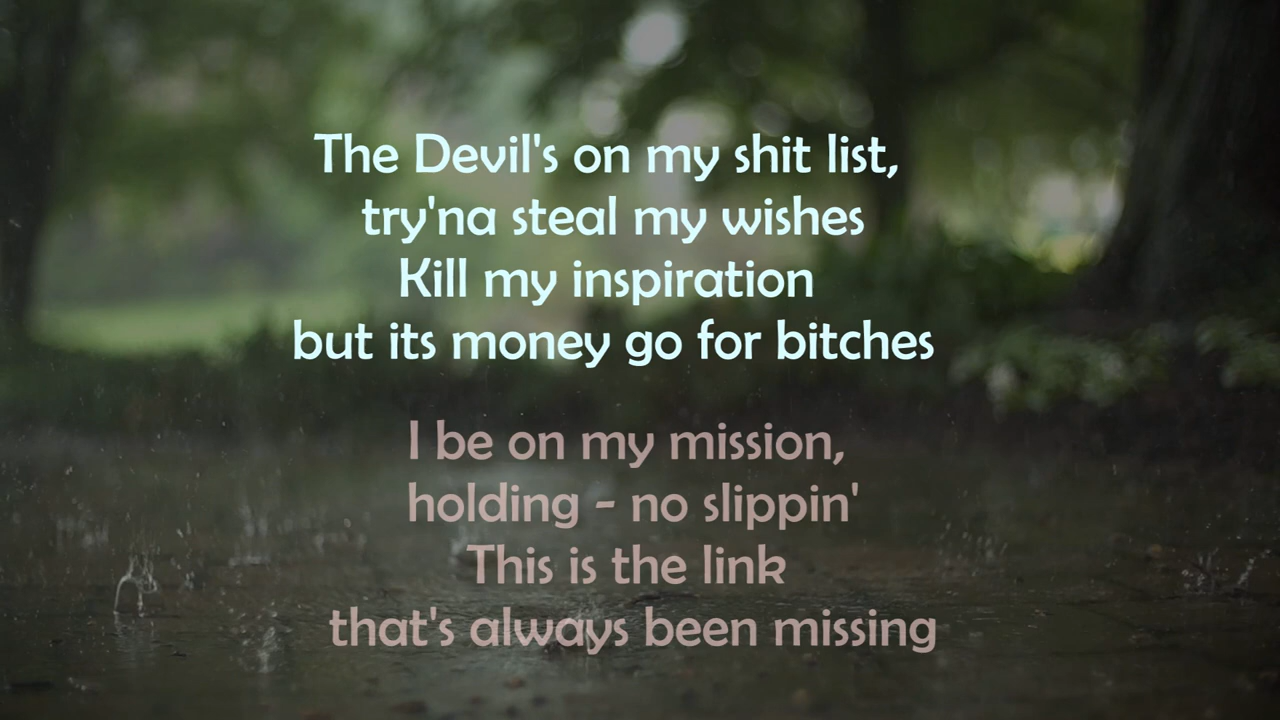 The Devil's on my shit list,
try'na steal my wishes
Kill my inspiration
but its money go for bitches
I be on my mission,
holding - no slippin'
This is the link
that's always been missing